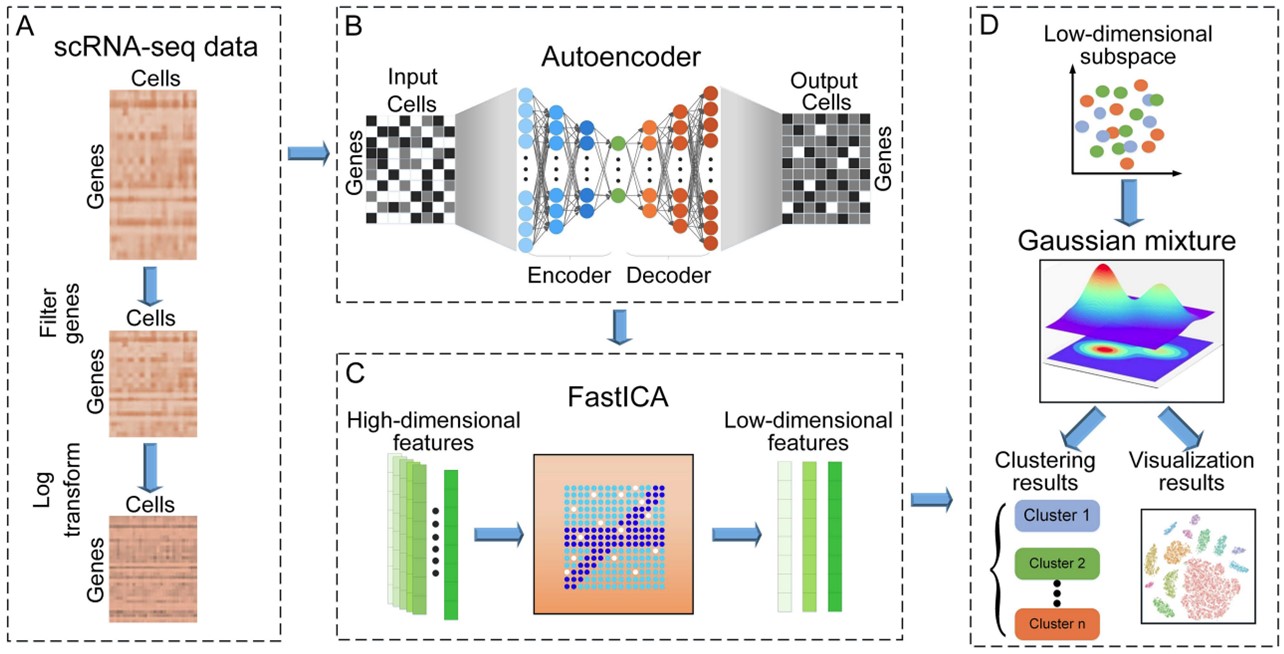 A
scRNA-seq data
Cells
Genes
Filter
genes
Cells
Genes
Log
transform
Cells
Genes
B
Autoencoder
Input
Cells
Genes
Output
Cells
Genes
Encoder
Decoder
C
FastICA
High-dimensional
features
Low-dimensional
features
D
Low-dimensional
subspace
Gaussian mixture
Clustering
results
Visualization
results
Cluster 1
Cluster 2
Cluster n